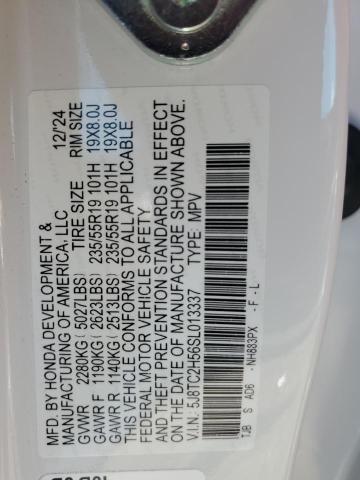 MFD. BY HONDA DEVELOPMENT & 12/'24
MANUFACTURING OF AMERICA, LLC
TIRE SIZE RIM SIZE
GVWR 2280KG (5027LBS)
GAWR F 1190KG (2623LBS) 235/55R19 101H 19X8.0J
GAWR R 1140KG (2513LBS) 235/55R19 101H 19X8.0J
THIS VEHICLE CONFORMS TO ALL APPLICABLE
FEDERAL MOTOR VEHICLE SAFETY
AND THEFT PREVENTION STANDARDS IN EFFECT
ON THE DATE OF MANUFACTURE SHOWN ABOVE.
V.I.N: 5J8TC2H56SL013337 TYPE: MPV
TJB S AD6 -NH883PX - F - L